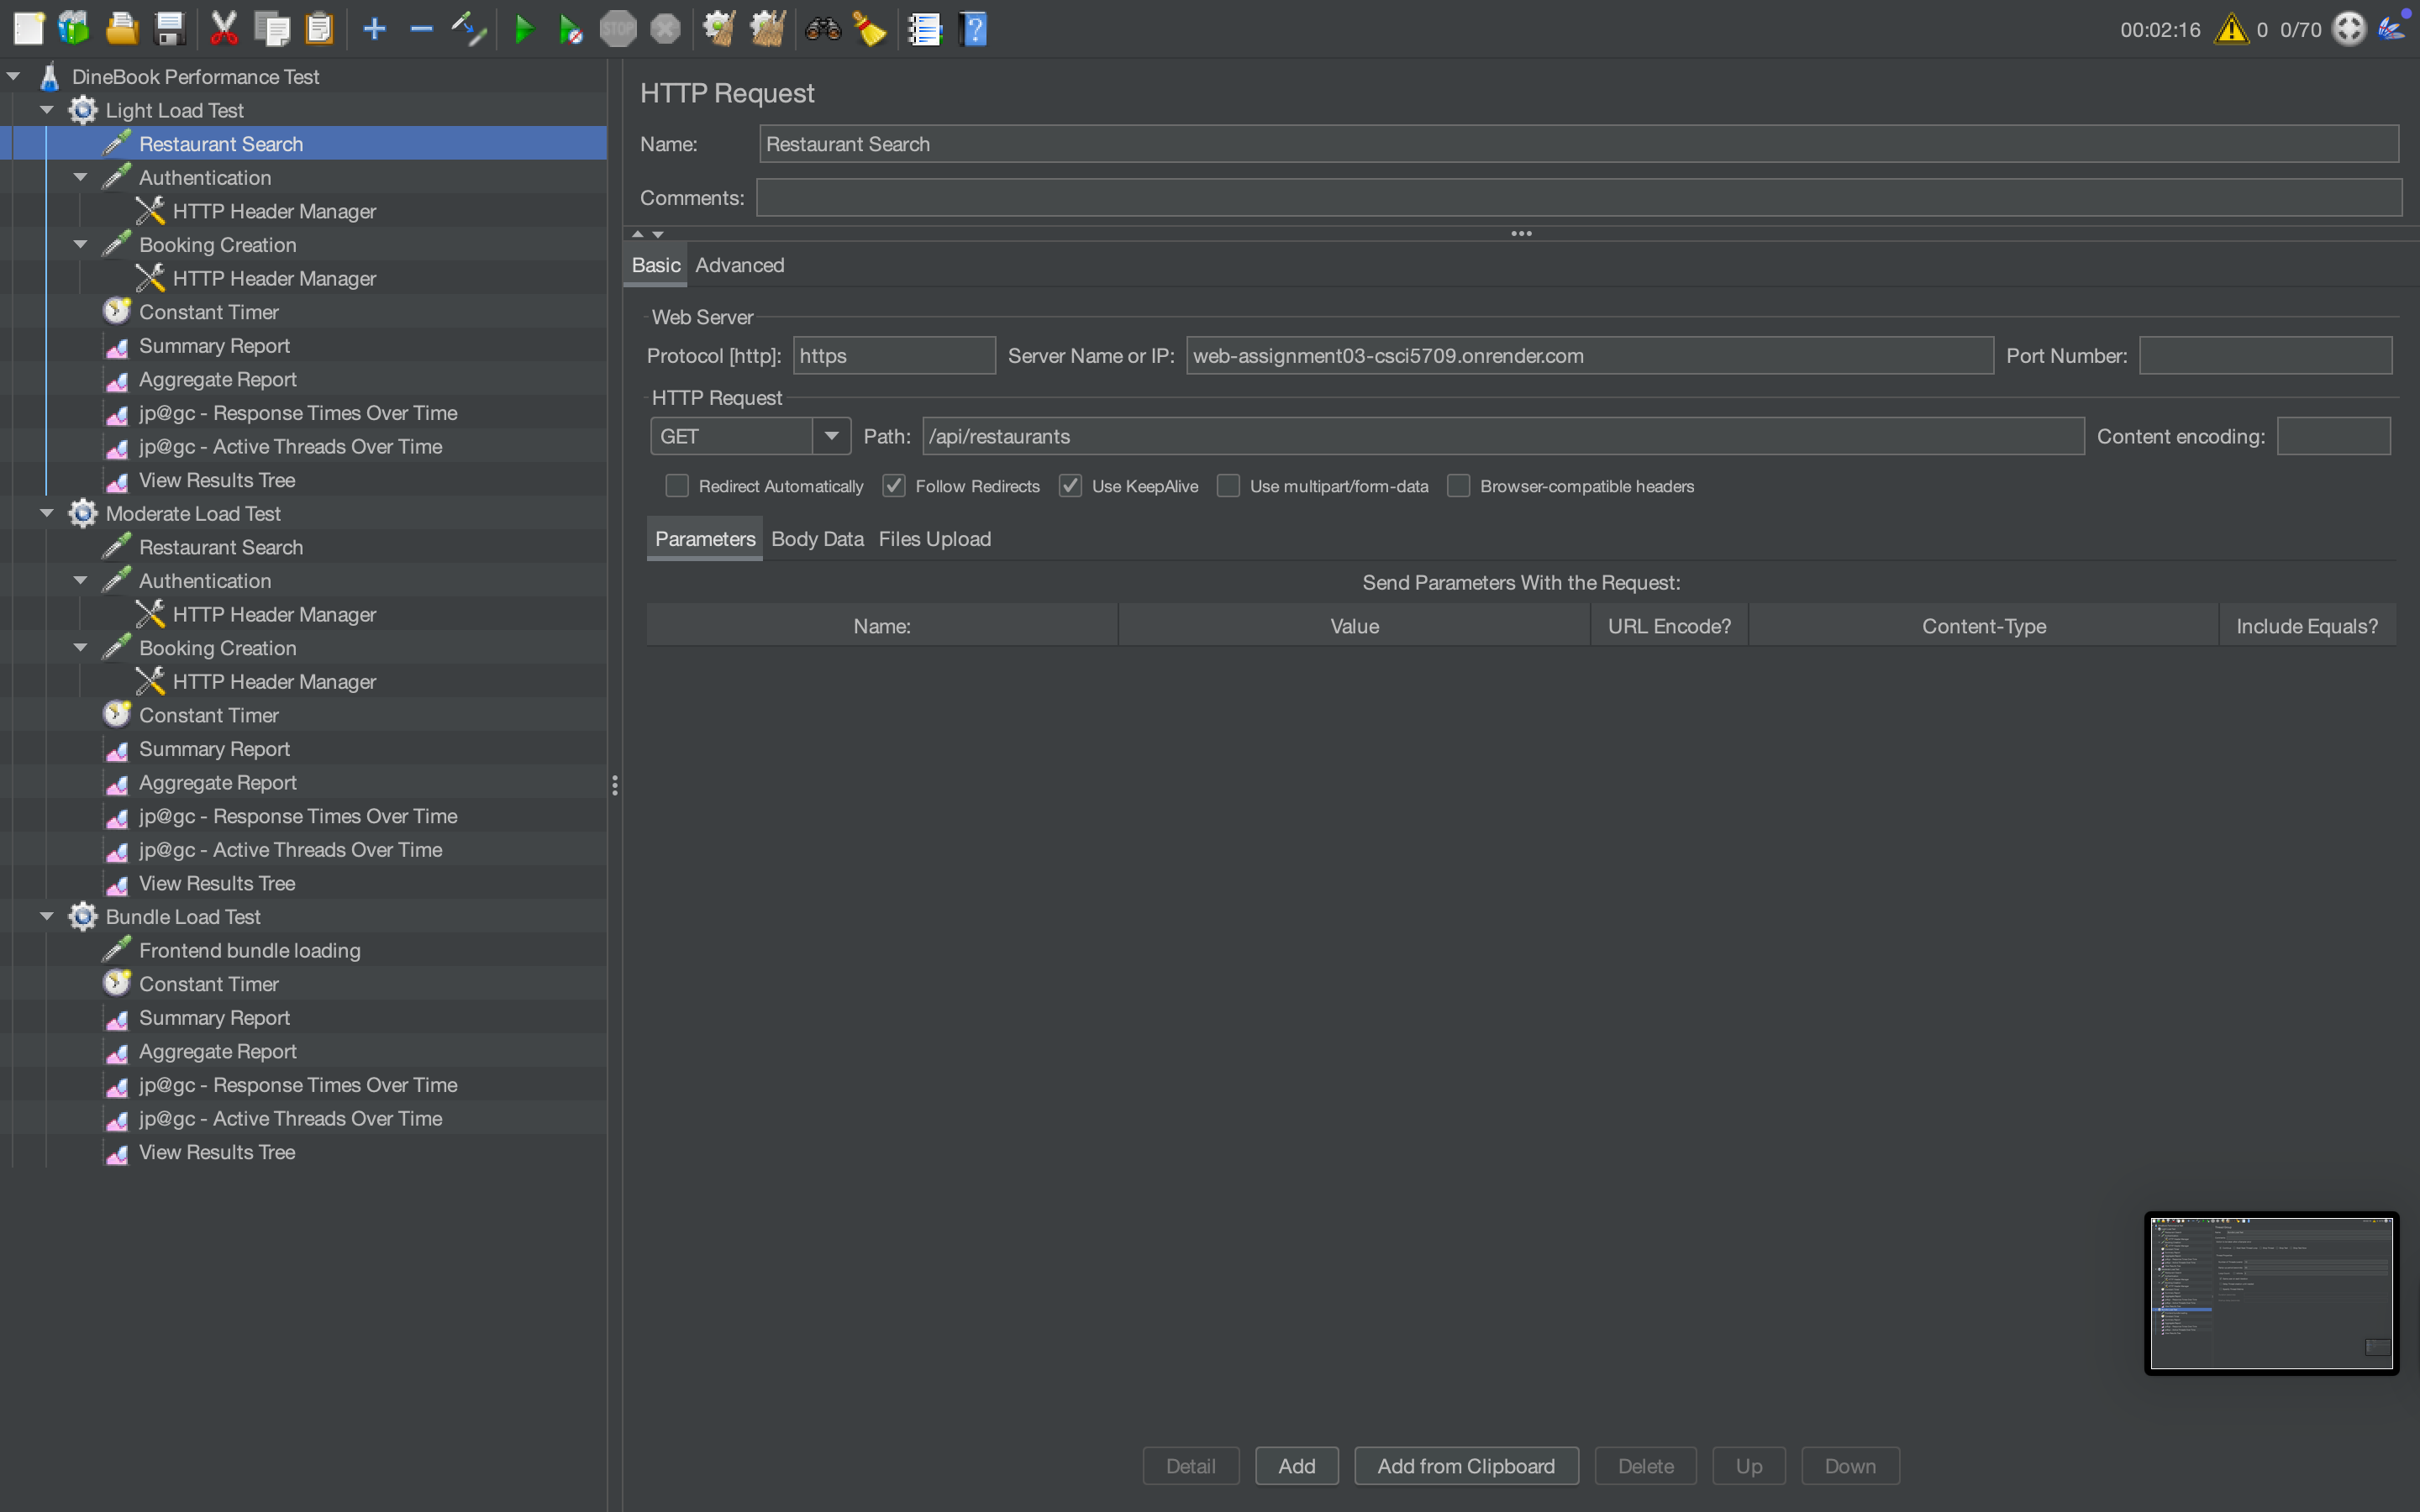 STOP
00:02:16 0 0/70
DineBook Performance Test
Light Load Test
Restaurant Search
Authentication
HTTP Header Manager
Booking Creation
HTTP Header Manager
Constant Timer
Summary Report
Aggregate Report
jp@gc - Response Times Over Time
jp@gc - Active Threads Over Time
View Results Tree
Moderate Load Test
Restaurant Search
Authentication
HTTP Header Manager
Booking Creation
HTTP Header Manager
Constant Timer
Summary Report
Aggregate Report
jp@gc - Response Times Over Time
jp@gc - Active Threads Over Time
View Results Tree
Bundle Load Test
Frontend bundle loading
Constant Timer
Summary Report
Aggregate Report
jp@gc - Response Times Over Time
jp@gc - Active Threads Over Time
View Results Tree
HTTP Request
Name: Restaurant Search
Comments:
Basic Advanced
Web Server
Protocol [http]: https Server Name or IP: web-assignment03-csci5709.onrender.com Port Number:
HTTP Request
GET Path: /api/restaurants Content encoding:
Redirect Automatically Follow Redirects Use KeepAlive Use multipart/form-data Browser-compatible headers
Parameters Body Data Files Upload
Send Parameters With the Request:
Name: Value URL Encode? Content-Type Include Equals?
Detail Add Add from Clipboard Delete Up Down